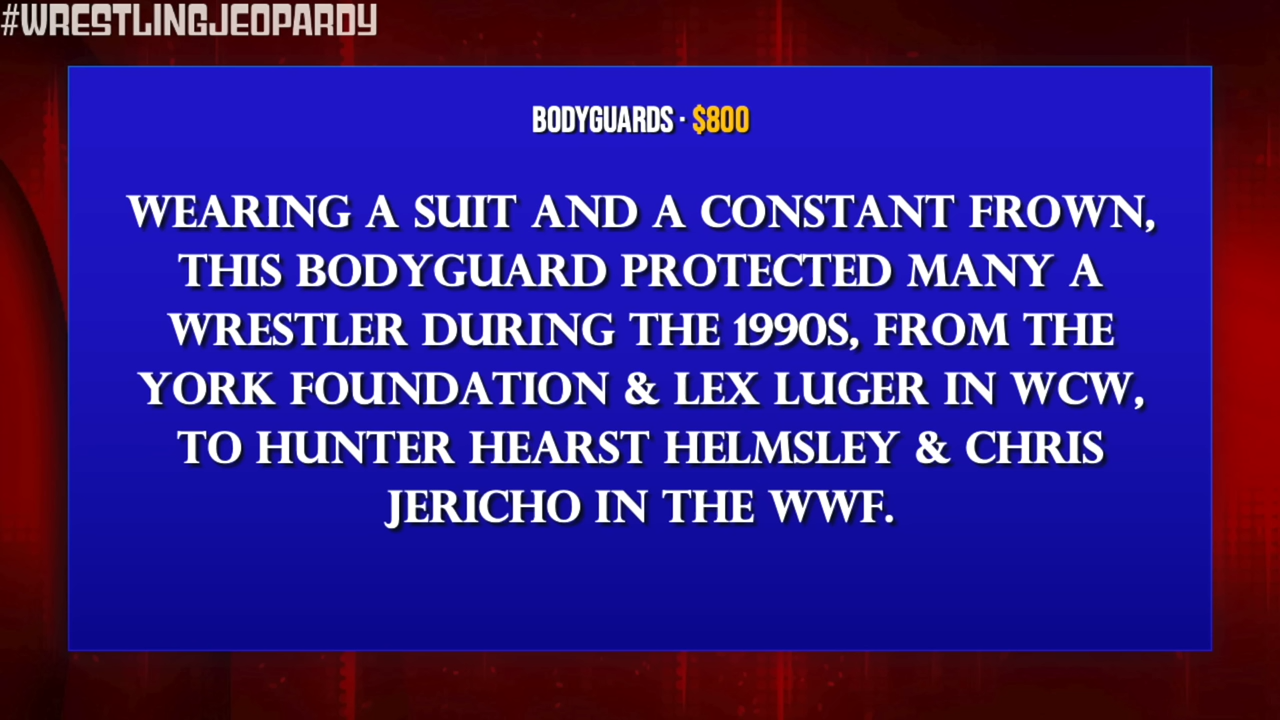 #WRESTLINGJEOPARDY
BODYGUARDS · $800
WEARING A SUIT AND A CONSTANT FROWN,
THIS BODYGUARD PROTECTED MANY A
WRESTLER DURING THE 1990S, FROM THE
YORK FOUNDATION & LEX LUGER IN WCW,
TO HUNTER HEARST HELMSLEY & CHRIS
JERICHO IN THE WWF.